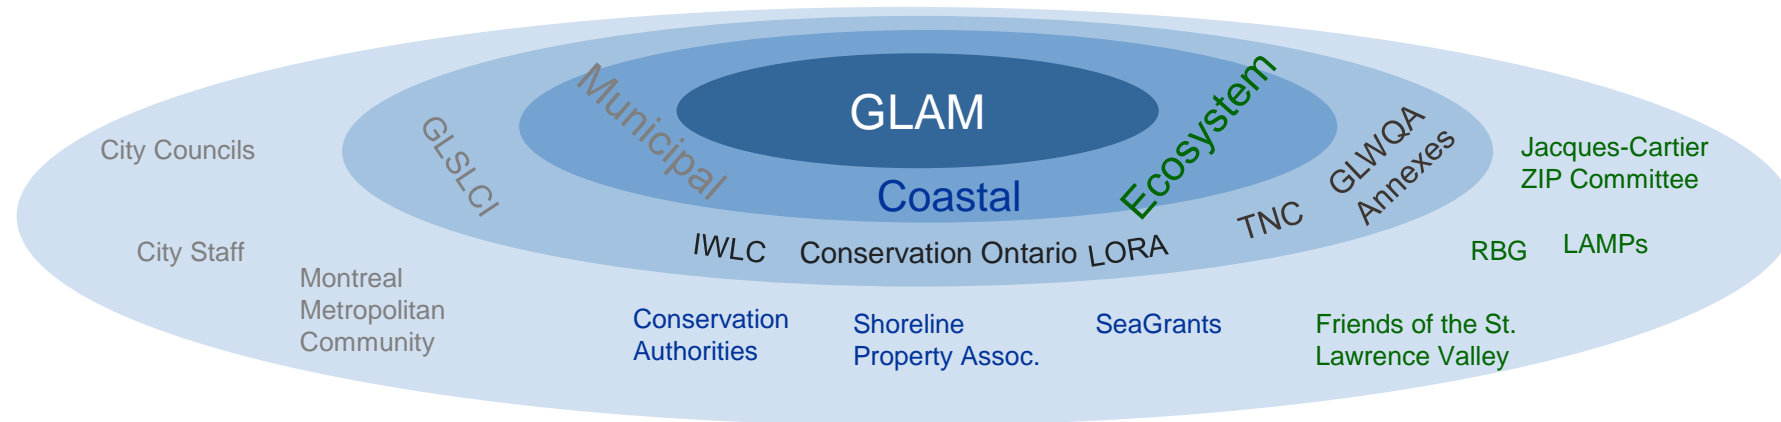 GLAM
Municipal
Coastal
Ecosystem
GLSLCI
IWLC
Conservation Ontario
LORA
TNC
GLWQA
Annexes
City Councils
City Staff
Montreal
Metropolitan
Community
Conservation
Authorities
Shoreline
Property Assoc.
SeaGrants
Friends of the St.
Lawrence Valley
RBG
LAMPs
Jacques-Cartier
ZIP Committee